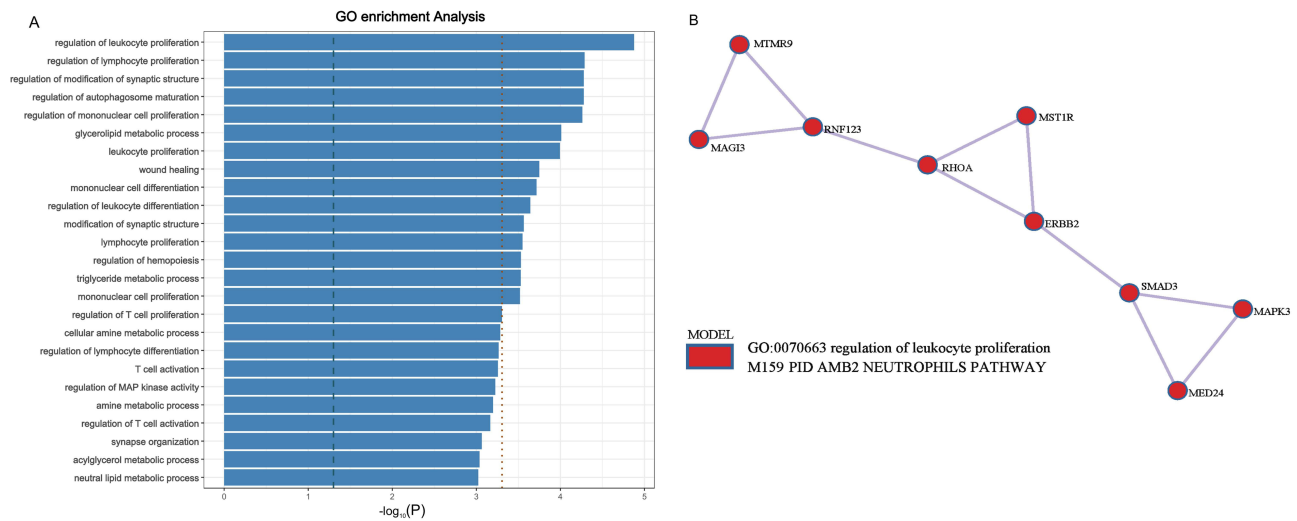 A
GO enrichment Analysis
regulation of leukocyte proliferation
regulation of lymphocyte proliferation
regulation of modification of synaptic structure
regulation of autophagosome maturation
regulation of mononuclear cell proliferation
glycerolipid metabolic process
leukocyte proliferation
wound healing
mononuclear cell differentiation
regulation of leukocyte differentiation
modification of synaptic structure
lymphocyte proliferation
regulation of hemopoiesis
triglyceride metabolic process
mononuclear cell proliferation
regulation of T cell proliferation
cellular amine metabolic process
regulation of lymphocyte differentiation
T cell activation
regulation of MAP kinase activity
amine metabolic process
regulation of T cell activation
synapse organization
acylglycerol metabolic process
neutral lipid metabolic process
0 1 2 3 4 5
-log₁₀(P)
B
MTMR9
MAGI3
RNF123
MST1R
RHOA
ERBB2
SMAD3
MAPK3
MED24
MODEL
GO:0070663 regulation of leukocyte proliferation
M159 PID AMB2 NEUTROPHILS PATHWAY